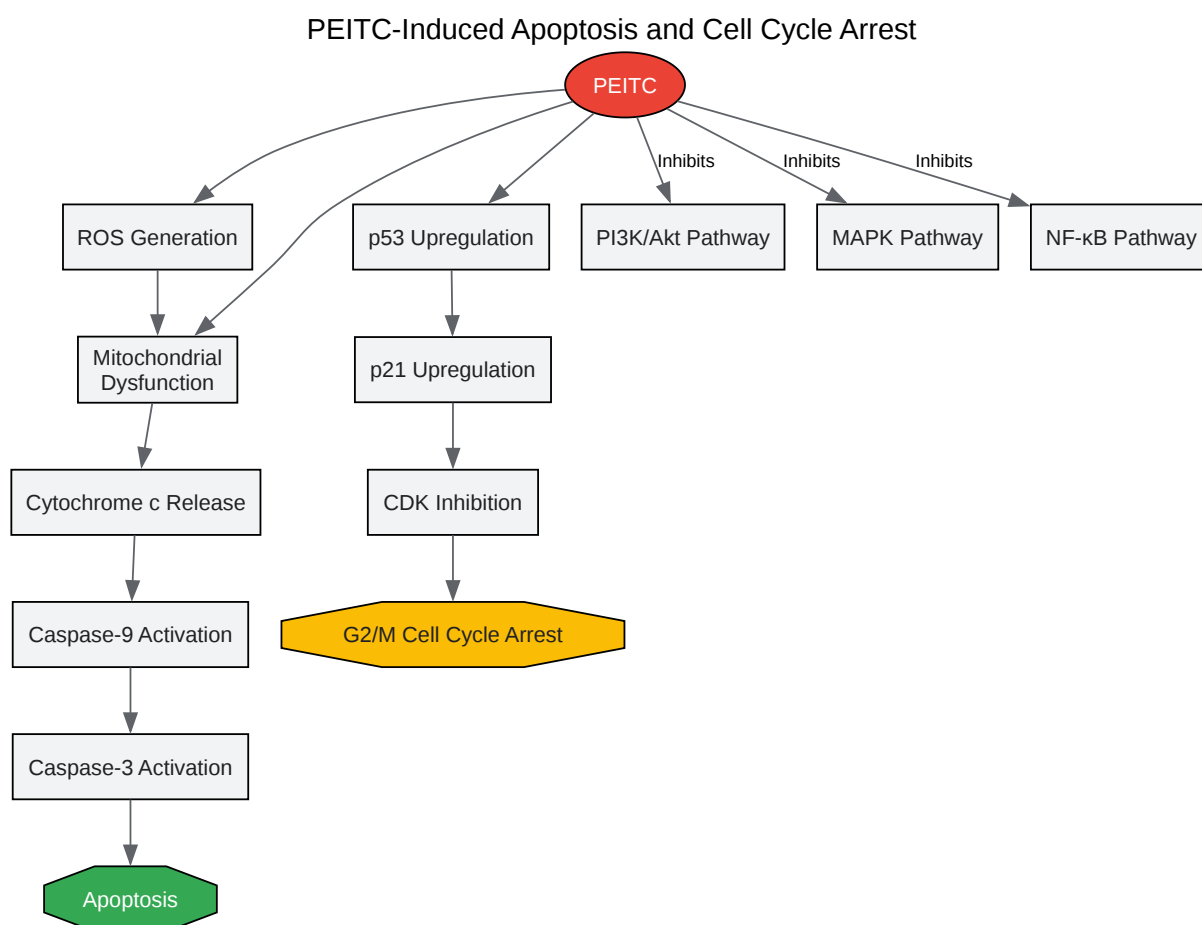 PEITC-Induced Apoptosis and Cell Cycle Arrest
PEITC
Inhibits
Inhibits
Inhibits
ROS Generation
p53 Upregulation
PI3K/Akt Pathway
MAPK Pathway
NF-κB Pathway
Mitochondrial
Dysfunction
p21 Upregulation
Cytochrome c Release
CDK Inhibition
Caspase-9 Activation
G2/M Cell Cycle Arrest
Caspase-3 Activation
Apoptosis